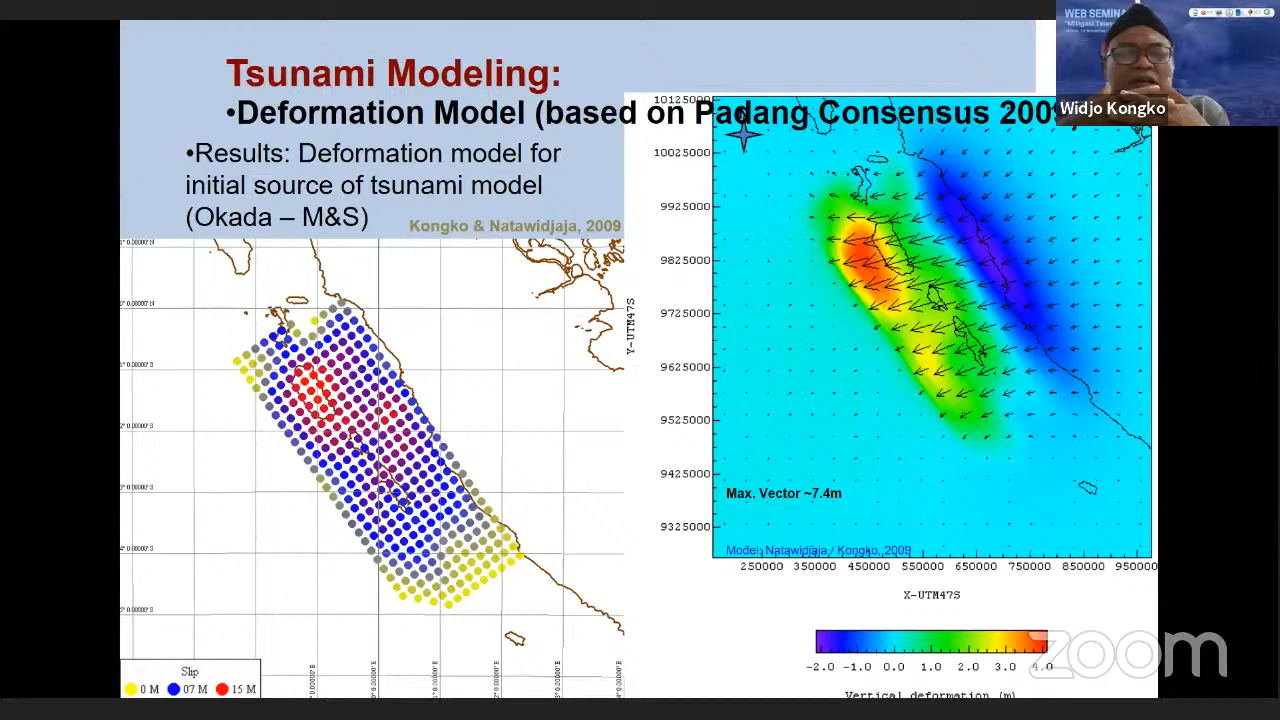 Tsunami Modeling:
•Deformation Model (based on Padang Consensus 2009)
•Results: Deformation model for
initial source of tsunami model
(Okada – M&S)
Kongko & Natawidjaja, 2009
WEB SEMINA
Widjo Kongko
Slip
0 M 07 M 15 M
10125000
10025000
9925000
9825000
9725000
9625000
9525000
9425000
9325000
Y-UTM47S
Max. Vector ~7.4m
Model: Natawidjaja / Kongko, 2009
250000 350000 450000 550000 650000 750000 850000
X-UTM47S
-2.0 -1.0 0.0 1.0 2.0 3.0 4.0
Vertical deformation (m)
zoom